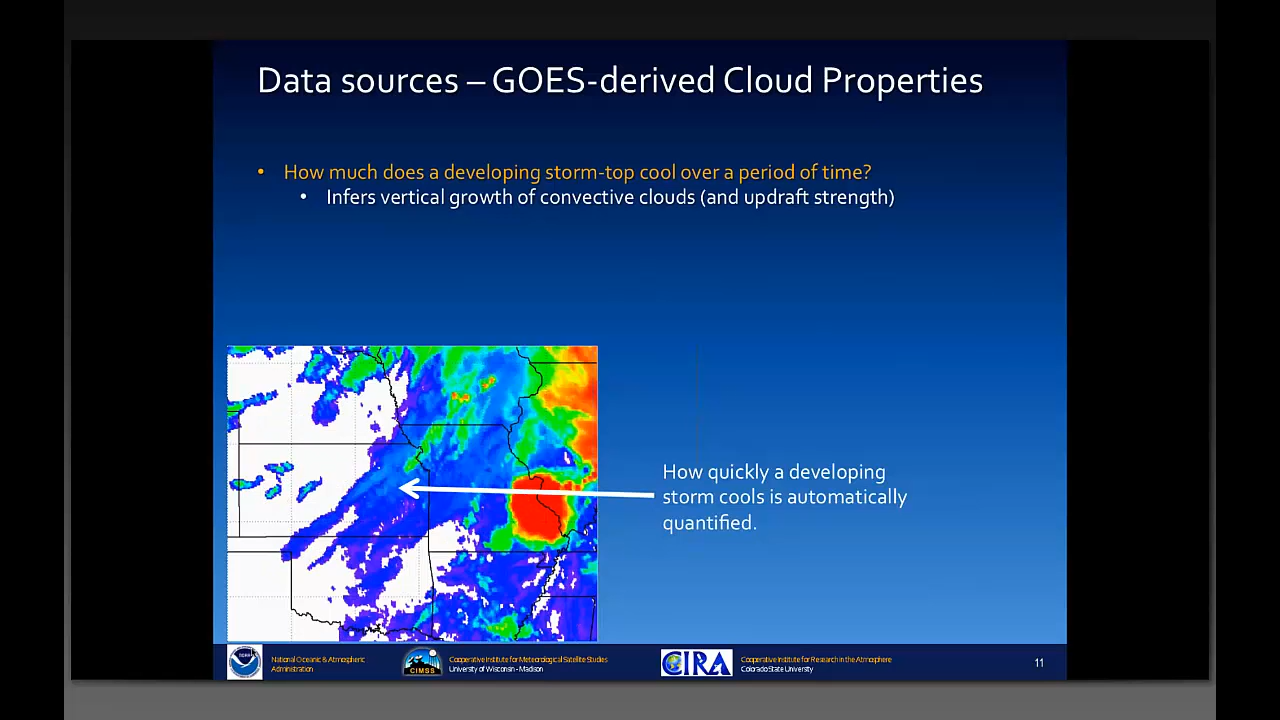 Data sources – GOES-derived Cloud Properties
• How much does a developing storm-top cool over a period of time?
• Infers vertical growth of convective clouds (and updraft strength)
How quickly a developing
storm cools is automatically
quantified.
National Oceanic & Atmospheric
Administration
CIMSS
Cooperative Institute for Meteorological Satellite Studies
University of Wisconsin - Madison
CIRA
Cooperative Institute for Research in the Atmosphere
Colorado State University
11